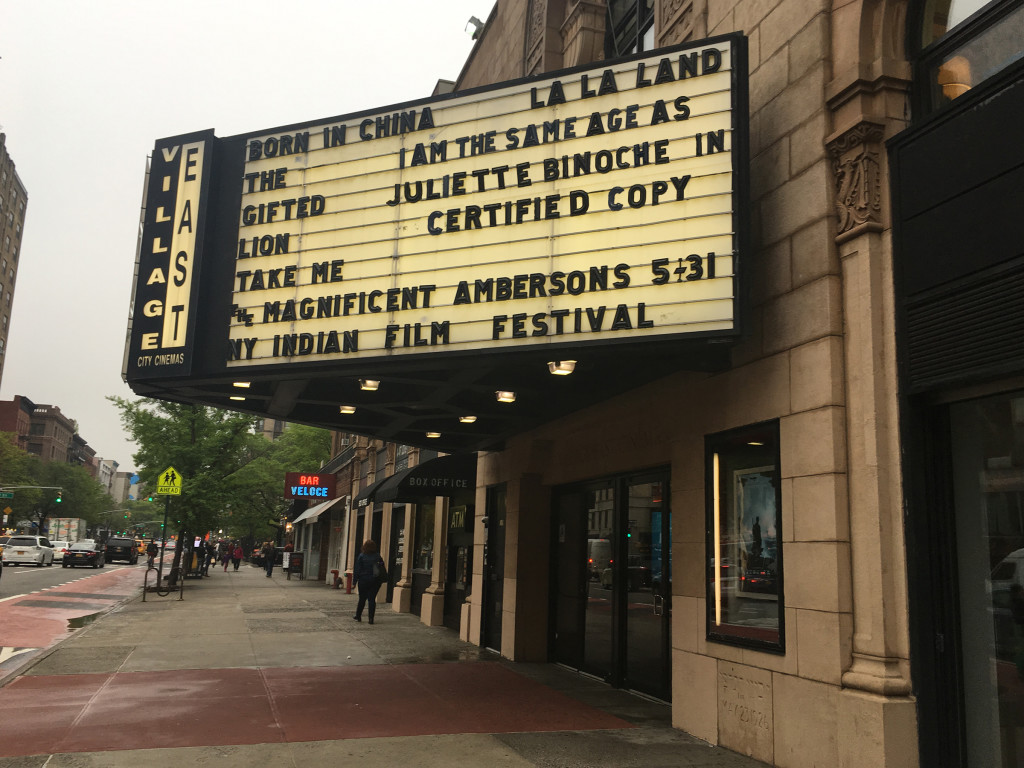 VILLAGE
EAST
CITY CINEMAS
BORN IN CHINA
THE
GIFTED
LION
TAKE ME
LA LA LAND
I AM THE SAME AGE AS
JULIETTE BINOCHE IN
CERTIFIED COPY
THE MAGNIFICENT AMBERSONS 5/31
NY INDIAN FILM FESTIVAL
BAR
VELOCE
AHEAD
BOX OFFICE
ATM